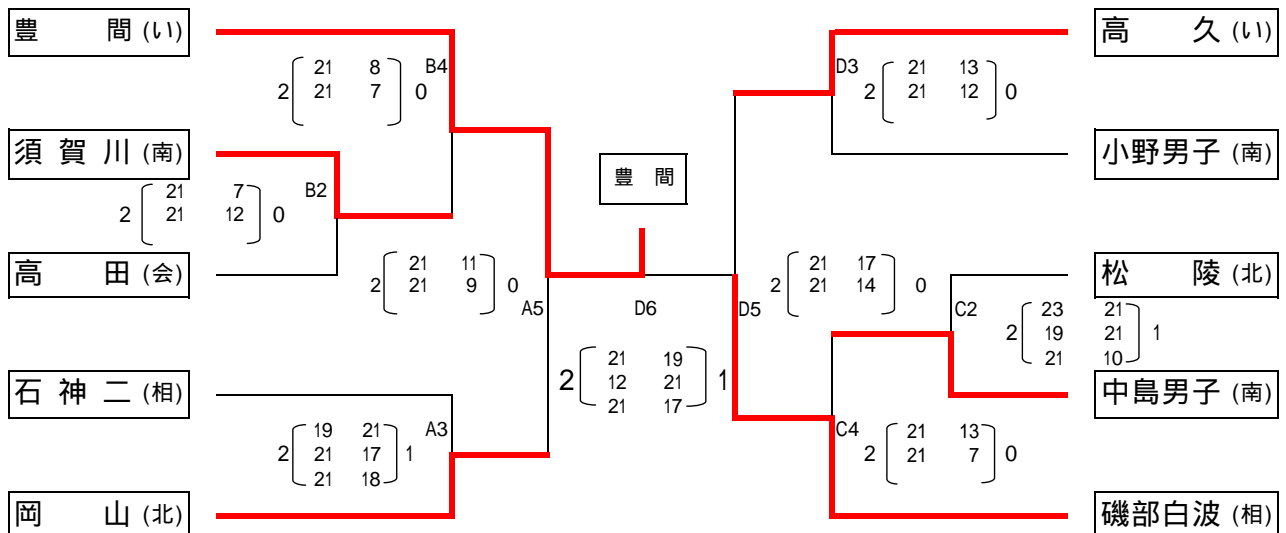 豊 間 (い)
高 久 (い)
B4
D3
2 21 8 0
21 7
2 21 13 0
21 12
須 賀 川 (南)
豊 間
小野男子 (南)
B2
2 21 7 0
21 12
高 田 (会)
松 陵 (北)
2 21 11 0
21 9
A5
D6
D5
2 21 17 0
21 14
C2
2 23 21 1
19 21
21 10
2 21 19 1
12 21
21 17
石 神 二 (相)
中島男子 (南)
A3
C4
2 19 21 1
21 17
21 18
2 21 13 0
21 7
岡 山 (北)
磯部白波 (相)